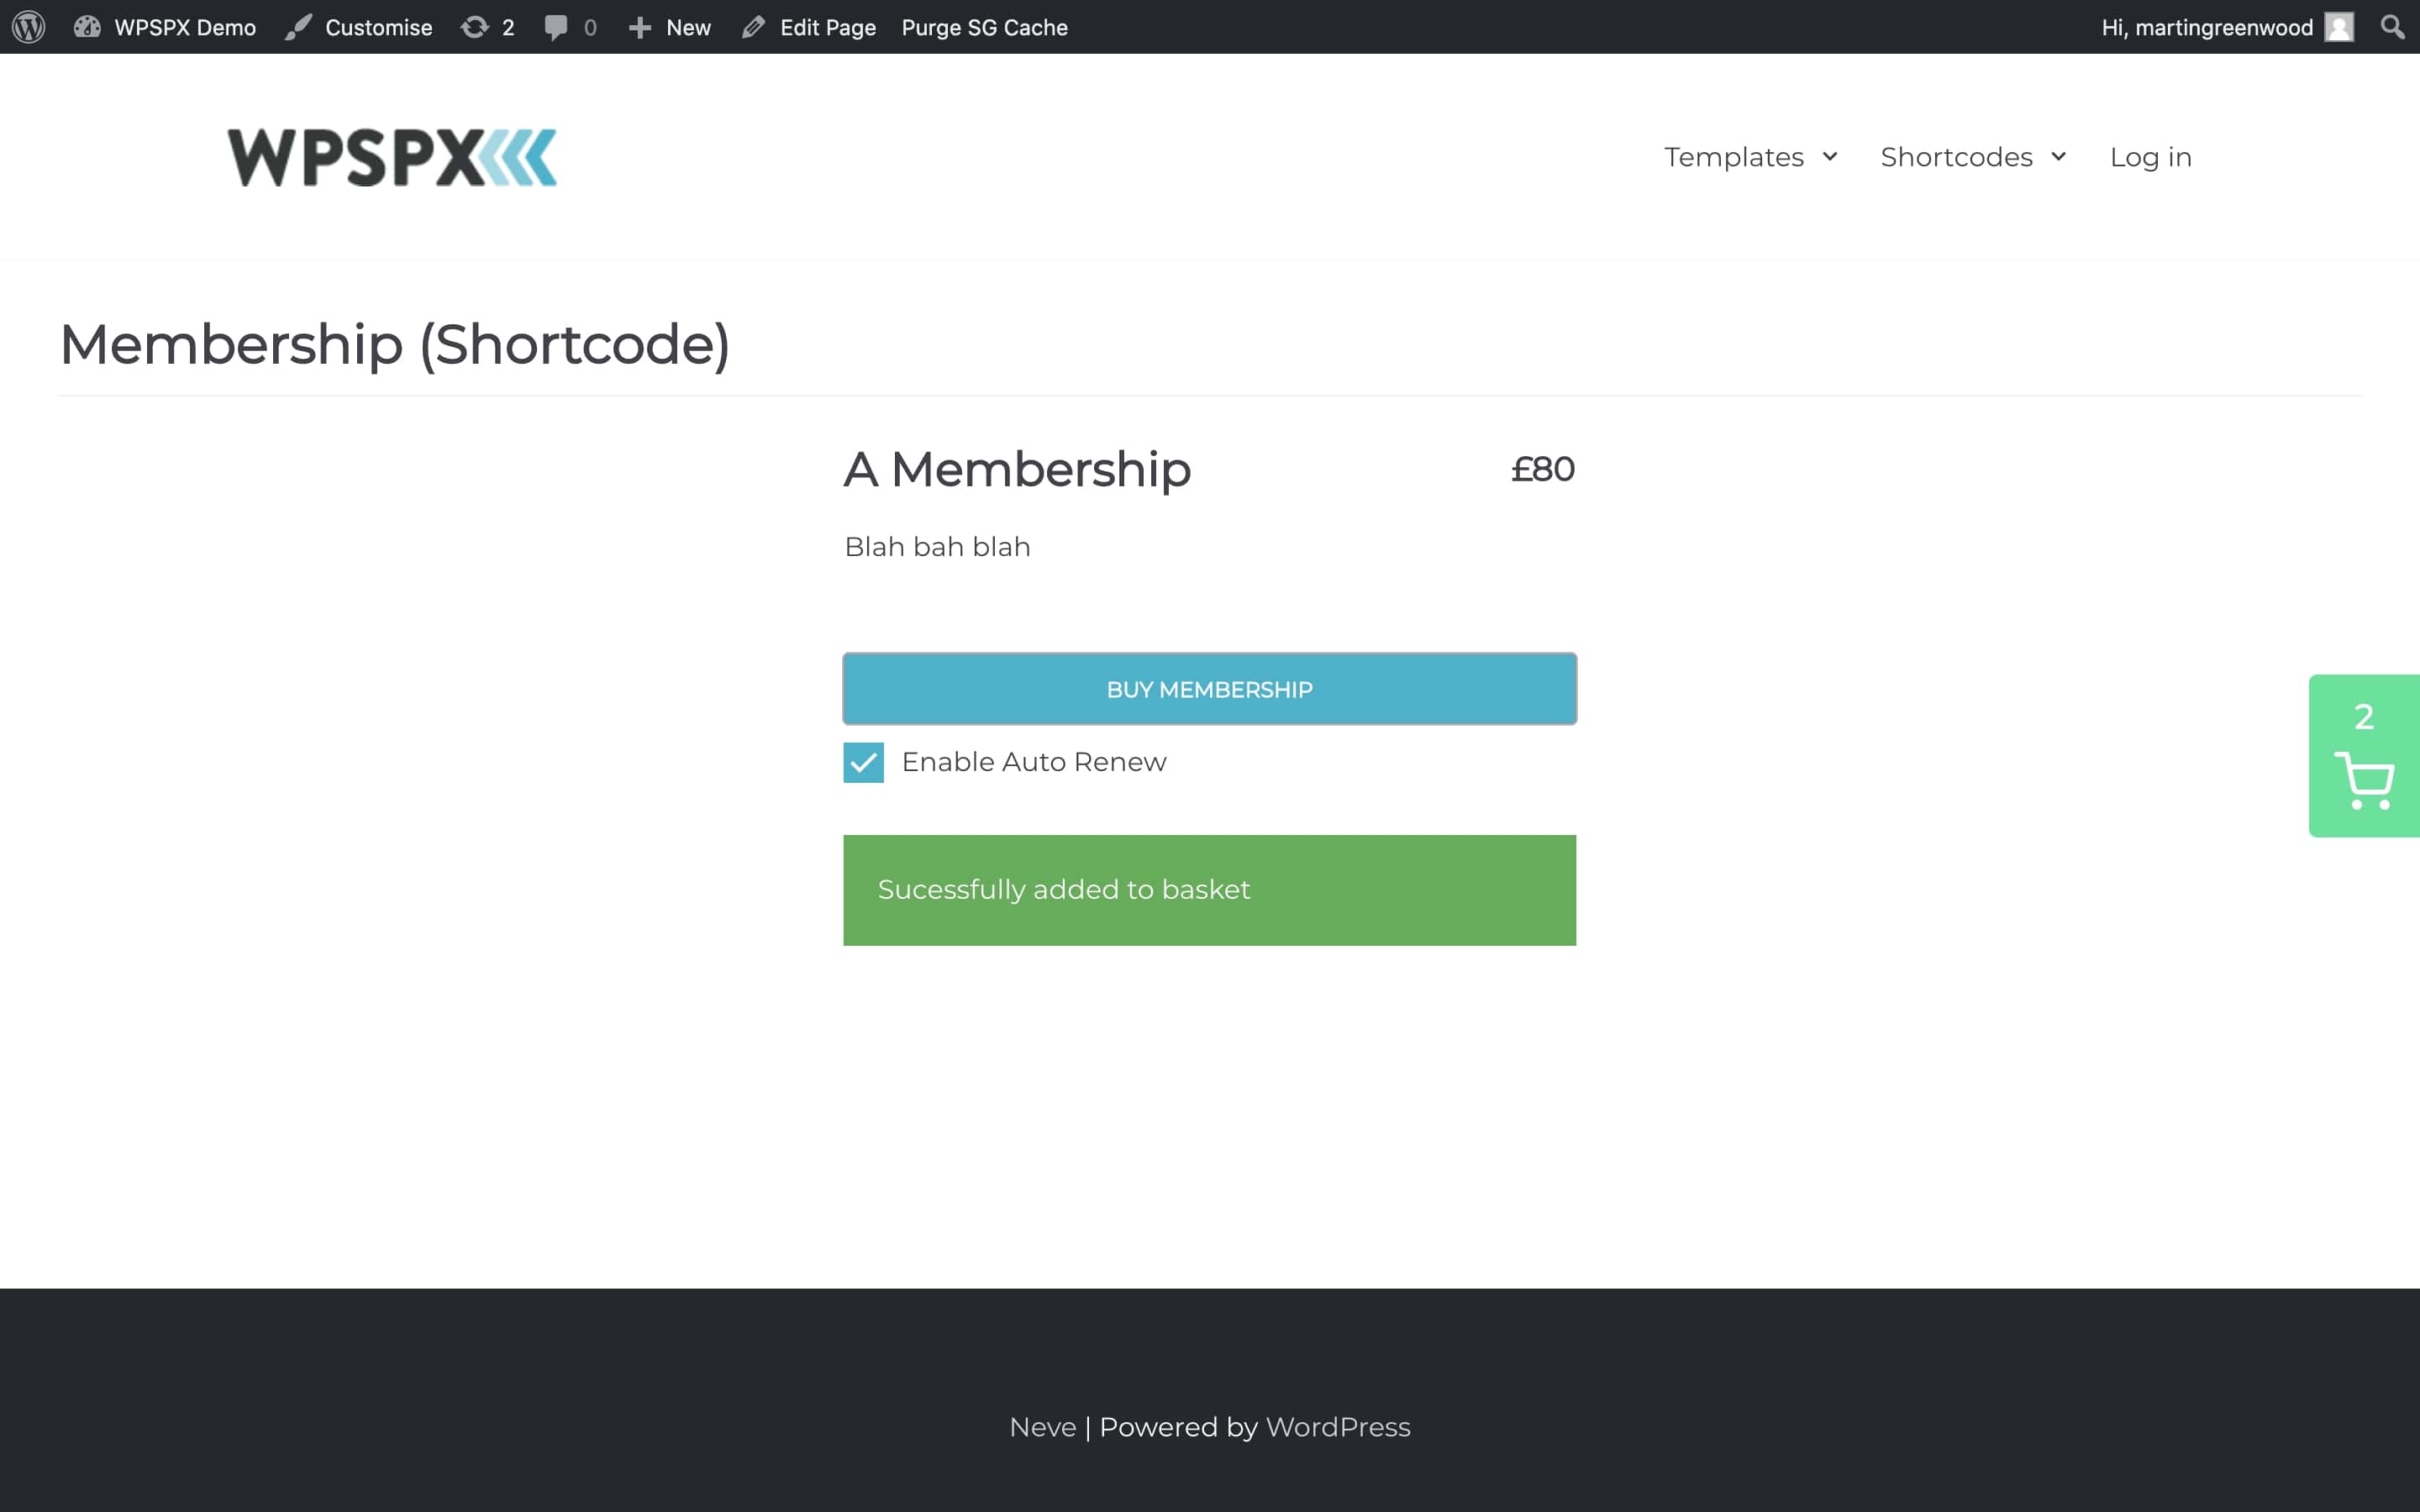 WPSPX Demo Customise 2 0 New Edit Page Purge SG Cache Hi, martingreenwood
WPSPX Templates Shortcodes Log in
Membership (Shortcode)
A Membership £80
Blah bah blah
BUY MEMBERSHIP
2
Enable Auto Renew
Sucessfully added to basket
Neve | Powered by WordPress